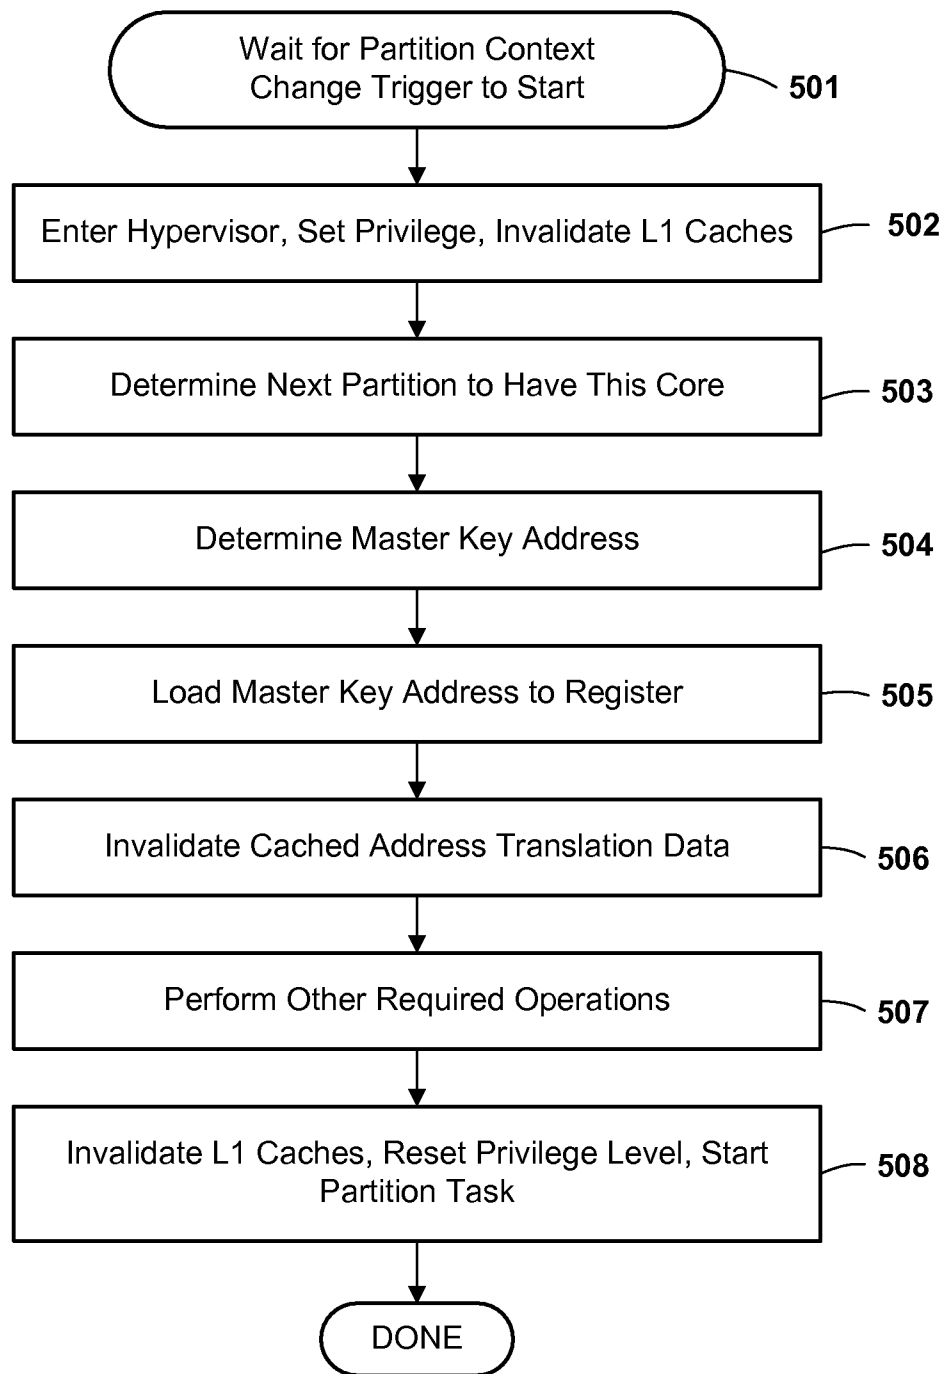 Wait for Partition Context
Change Trigger to Start
501
Enter Hypervisor, Set Privilege, Invalidate L1 Caches
502
Determine Next Partition to Have This Core
503
Determine Master Key Address
504
Load Master Key Address to Register
505
Invalidate Cached Address Translation Data
506
Perform Other Required Operations
507
Invalidate L1 Caches, Reset Privilege Level, Start
Partition Task
508
DONE